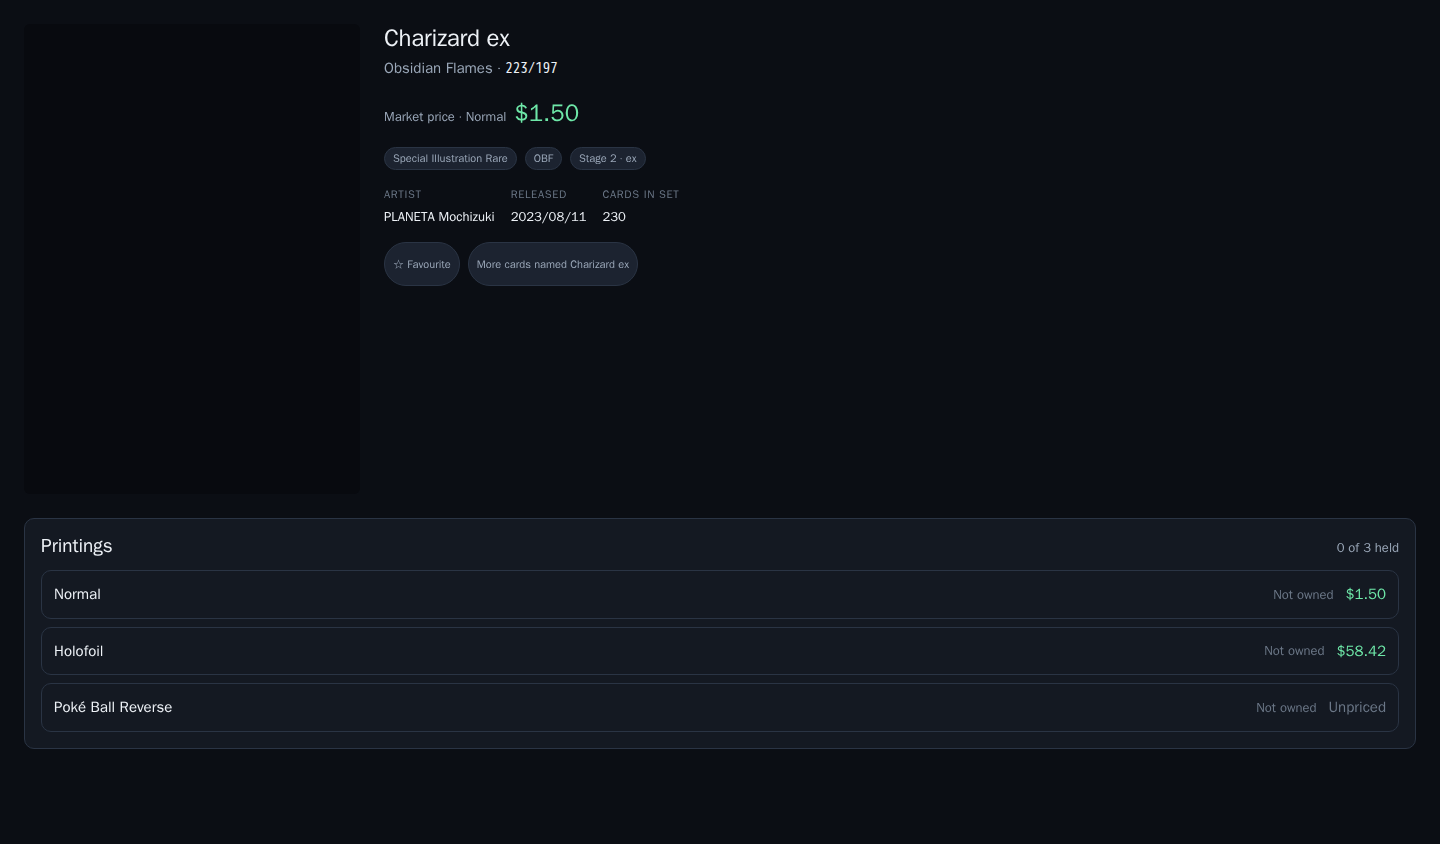 Charizard ex
Obsidian Flames · 223/197
Market price · Normal $1.50
Special Illustration Rare OBF Stage 2 · ex
ARTIST RELEASED CARDS IN SET
PLANETA Mochizuki 2023/08/11 230
☆ Favourite More cards named Charizard ex
Printings 0 of 3 held
Normal Not owned $1.50
Holofoil Not owned $58.42
Poké Ball Reverse Not owned Unpriced